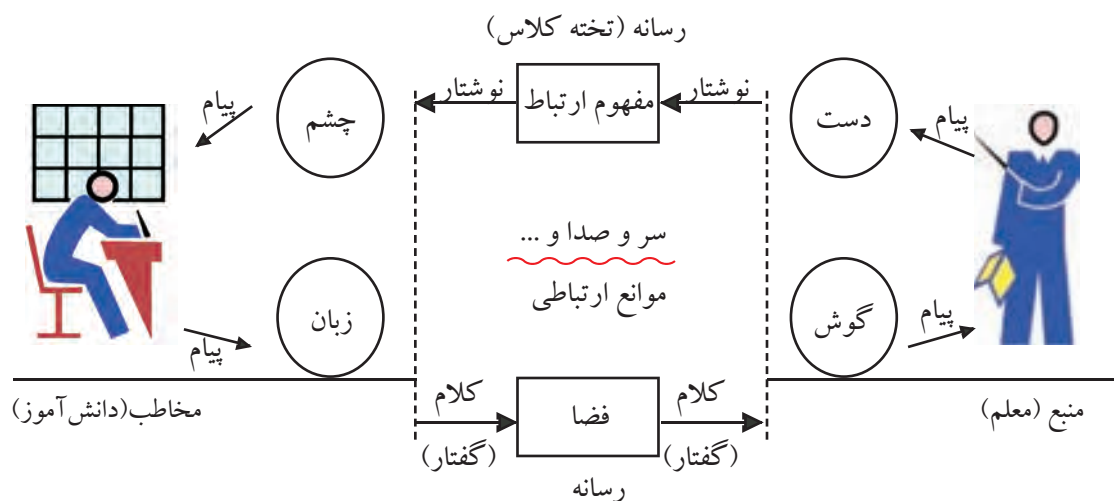 رسانه (تخته کلاس)
پیام
دست
نوشتار
مفهوم ارتباط
نوشتار
چشم
پیام
سر و صدا و ...
موانع ارتباطی
پیام
گوش
زبان
پیام
کلام
(گفتار)
فضا
کلام
(گفتار)
رسانه
منبع (معلم)
مخاطب(دانش‌آموز)